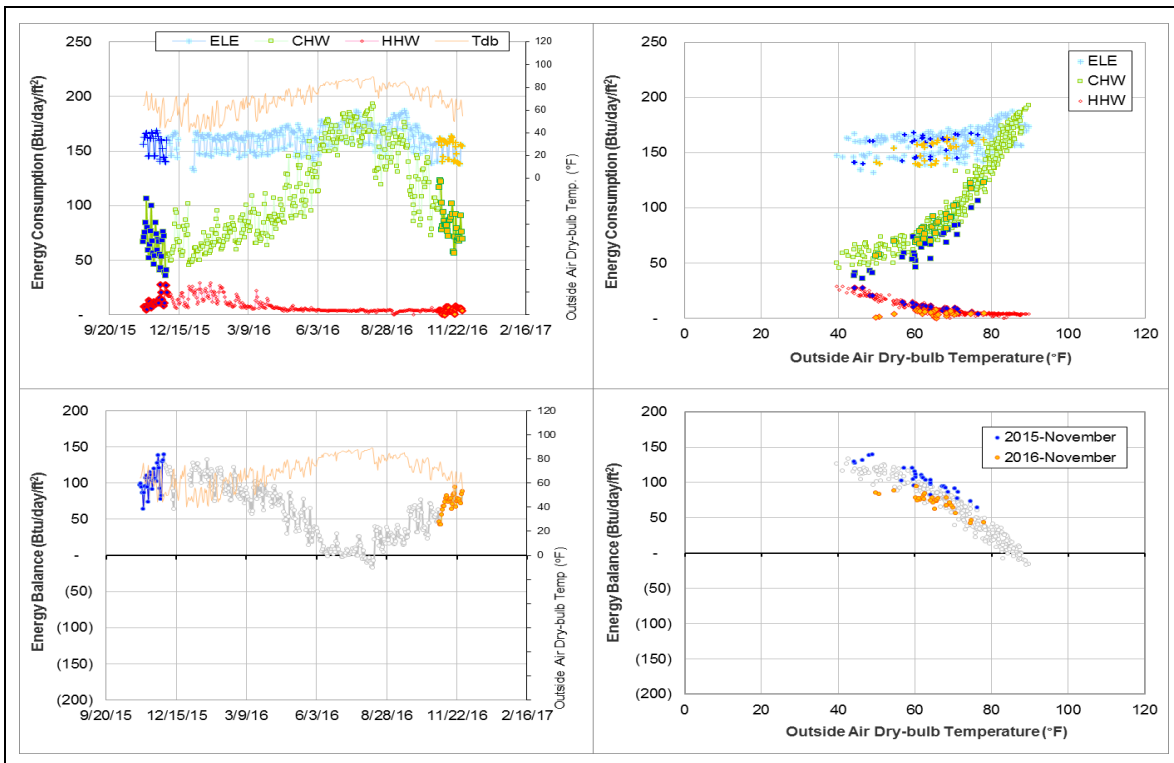 ELE CHW HHW Tdb
Energy Consumption (Btu/day/ft²)
250
200
150
100
50
-
120
100
80
60
40
20
0
Outside Air Dry-bulb Temp. (°F)
9/20/15 12/15/15 3/9/16 6/3/16 8/28/16 11/22/16 2/16/17
Energy Consumption (Btu/day/ft²)
250
200
150
100
50
-
ELE
CHW
HHW
0 20 40 60 80 100 120
Outside Air Dry-bulb Temperature (°F)
Energy Balance (Btu/day/ft²)
200
150
100
50
-
(50)
(100)
(150)
(200)
120
100
80
60
40
20
0
Outside Air Dry-bulb Temp (°F)
9/20/15 12/15/15 3/9/16 6/3/16 8/28/16 11/22/16 2/16/17
Energy Balance (Btu/day/ft²)
200
150
100
50
-
(50)
(100)
(150)
(200)
2015-November
2016-November
0 20 40 60 80 100 120
Outside Air Dry-bulb Temperature (°F)